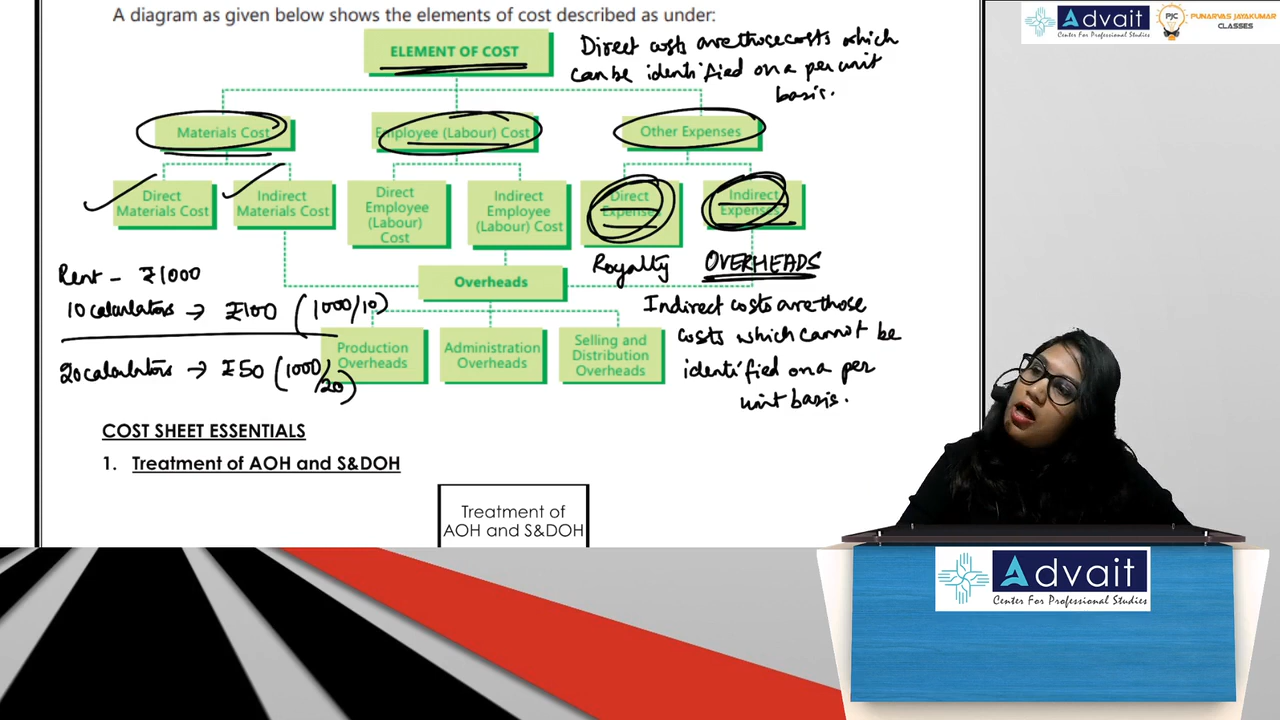 A diagram as given below shows the elements of cost described as under:
Advait
Center For Professional Studies
PJC
PUNARVAS JAYAKUMAR
CLASSES
ELEMENT OF COST
Direct costs are those costs which
can be identified on a per unit
basis.
Materials Cost
Employee (Labour) Cost
Other Expenses
Direct
Materials Cost
Indirect
Materials Cost
Direct
Employee
(Labour)
Cost
Indirect
Employee
(Labour) Cost
Direct
Expenses
Indirect
Expenses
Royalty
OVERHEADS
Rent - ₹1000
10 calculators → ₹100 (1000/10)
20 calculators → ₹50 (1000/20)
Overheads
Indirect costs are those
costs which cannot be
identified on a per
unit basis.
Production
Overheads
Administration
Overheads
Selling and
Distribution
Overheads
COST SHEET ESSENTIALS
1. Treatment of AOH and S&DOH
Treatment of
AOH and S&DOH
Advait
Center For Professional Studies